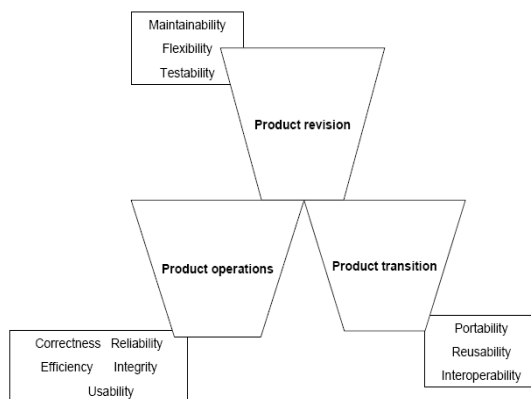 Maintainability
Flexibility
Testability
Product revision
Product operations
Product transition
Correctness Reliability
Efficiency Integrity
Usability
Portability
Reusability
Interoperability